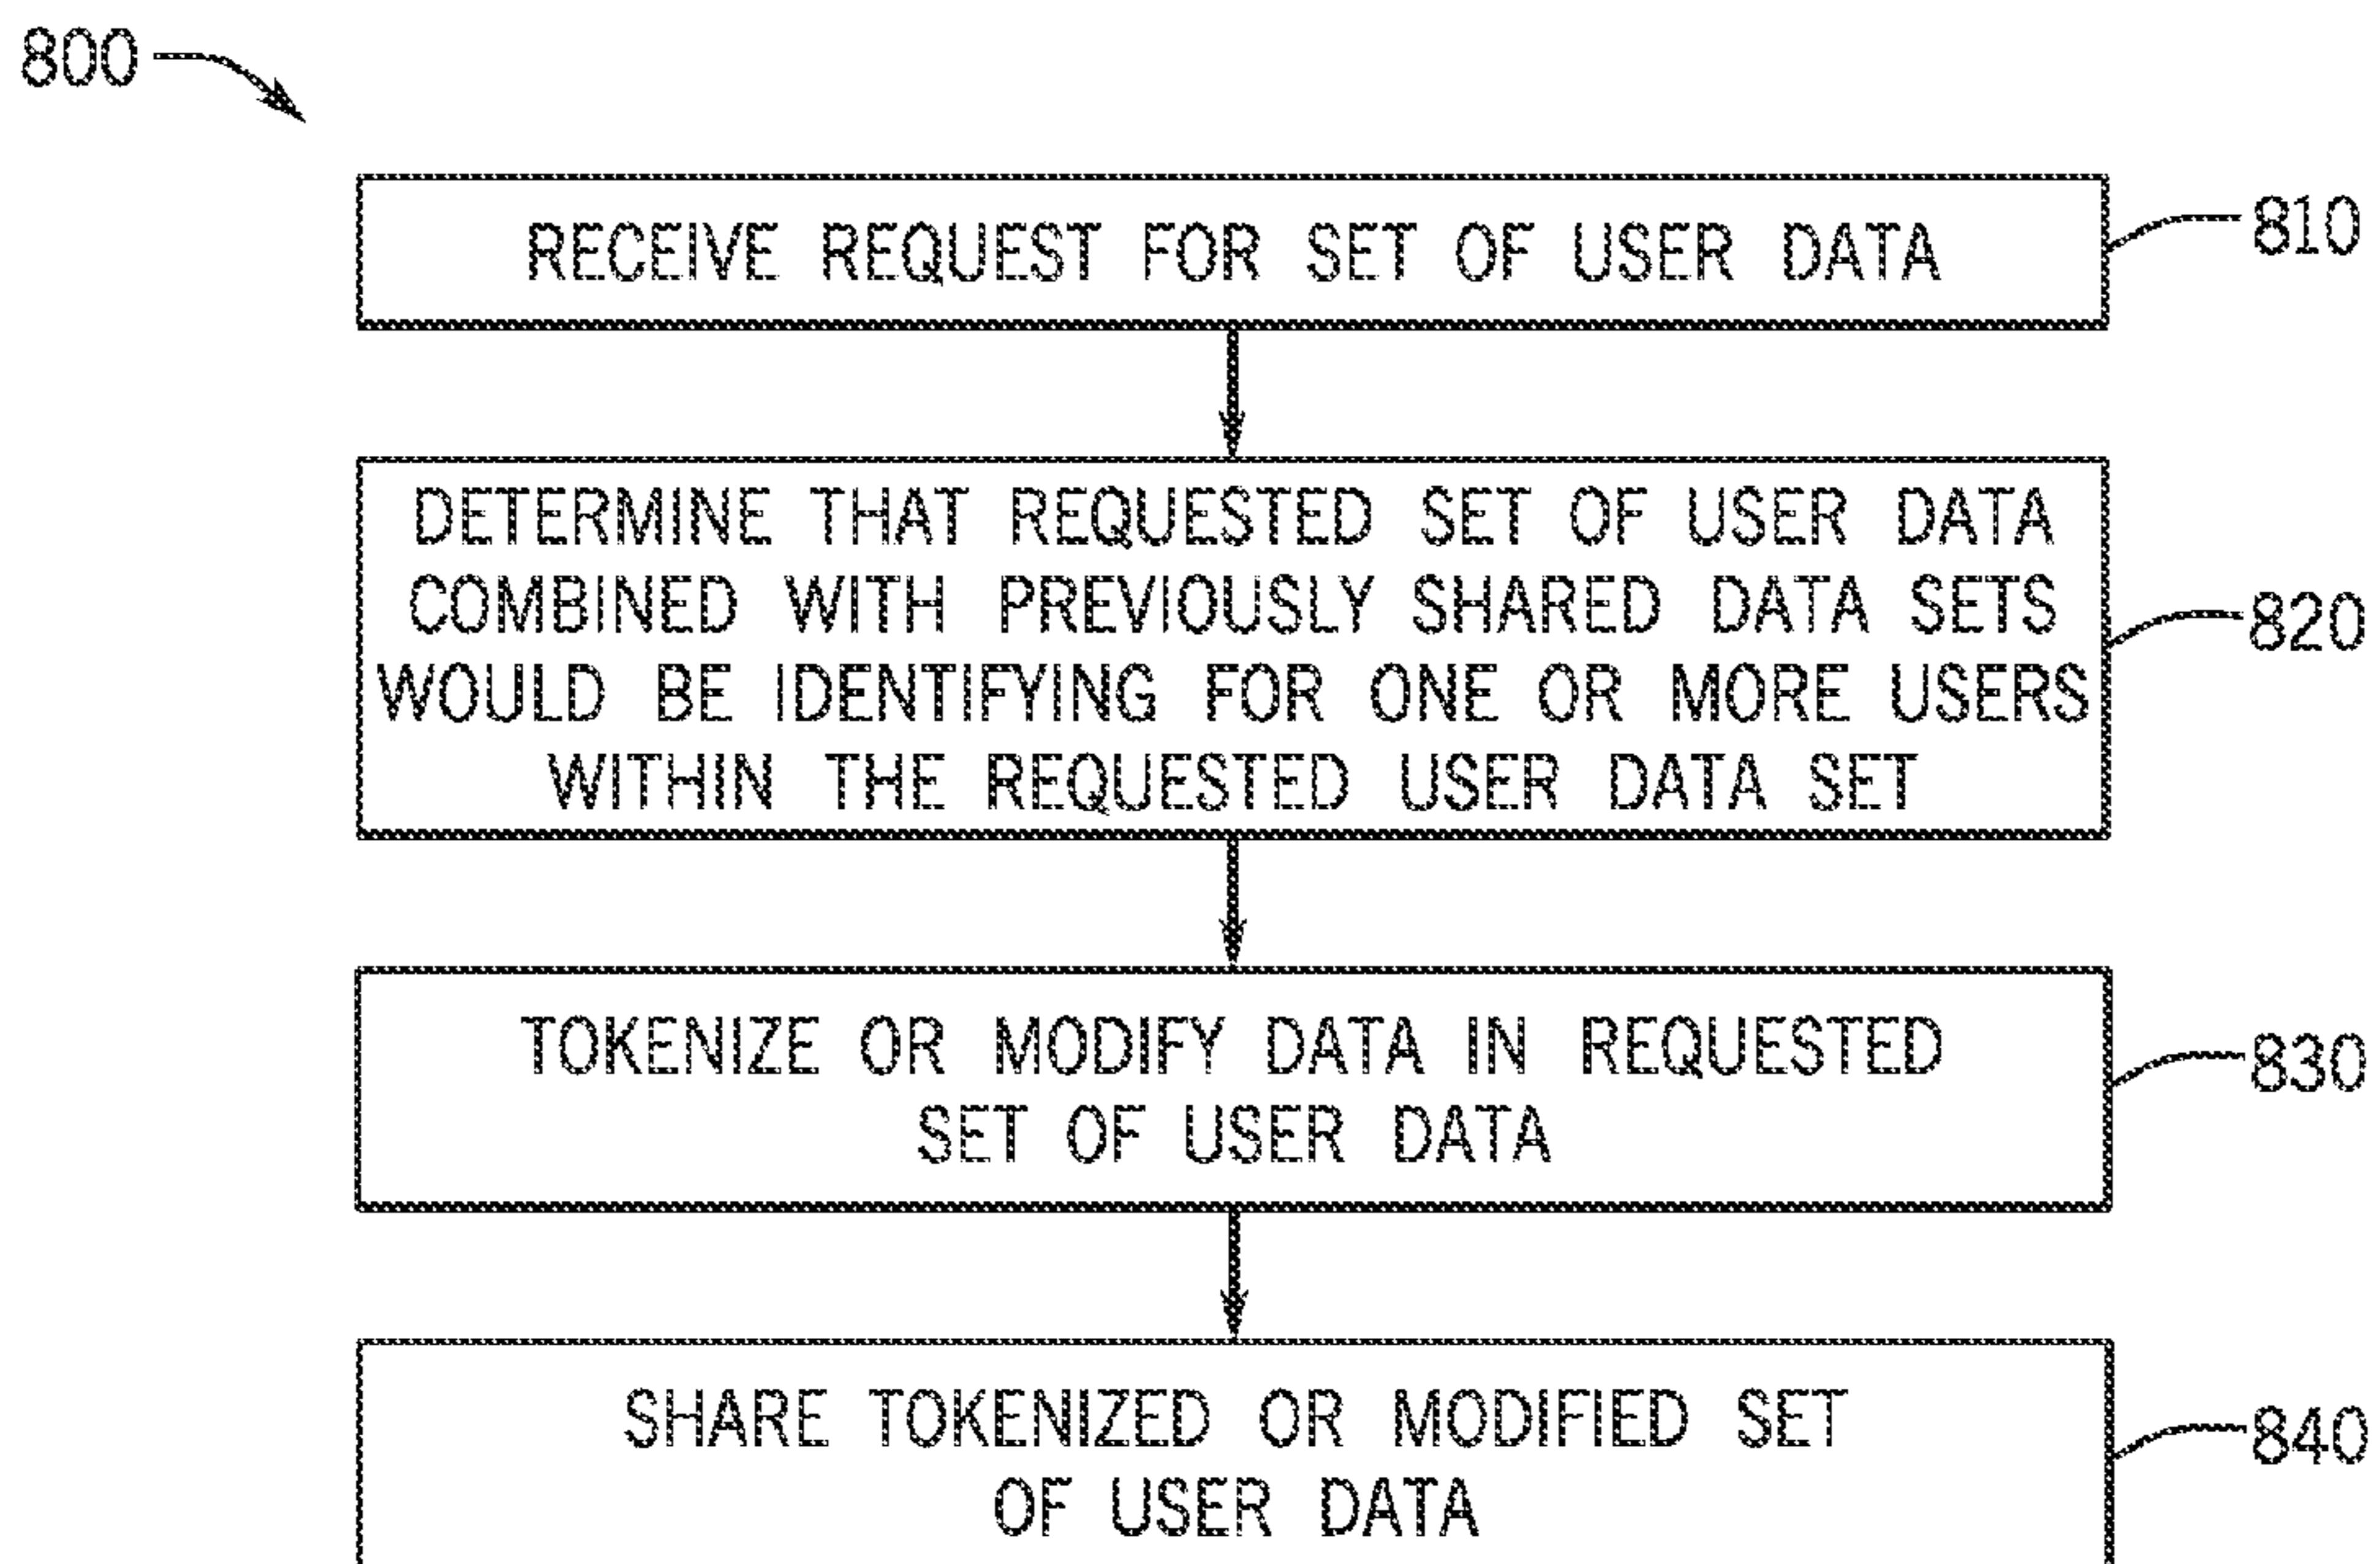 800
RECEIVE REQUEST FOR SET OF USER DATA
810
DETERMINE THAT REQUESTED SET OF USER DATA
COMBINED WITH PREVIOUSLY SHARED DATA SETS
WOULD BE IDENTIFYING FOR ONE OR MORE USERS
WITHIN THE REQUESTED USER DATA SET
820
TOKENIZE OR MODIFY DATA IN REQUESTED
SET OF USER DATA
830
SHARE TOKENIZED OR MODIFIED SET
OF USER DATA
840